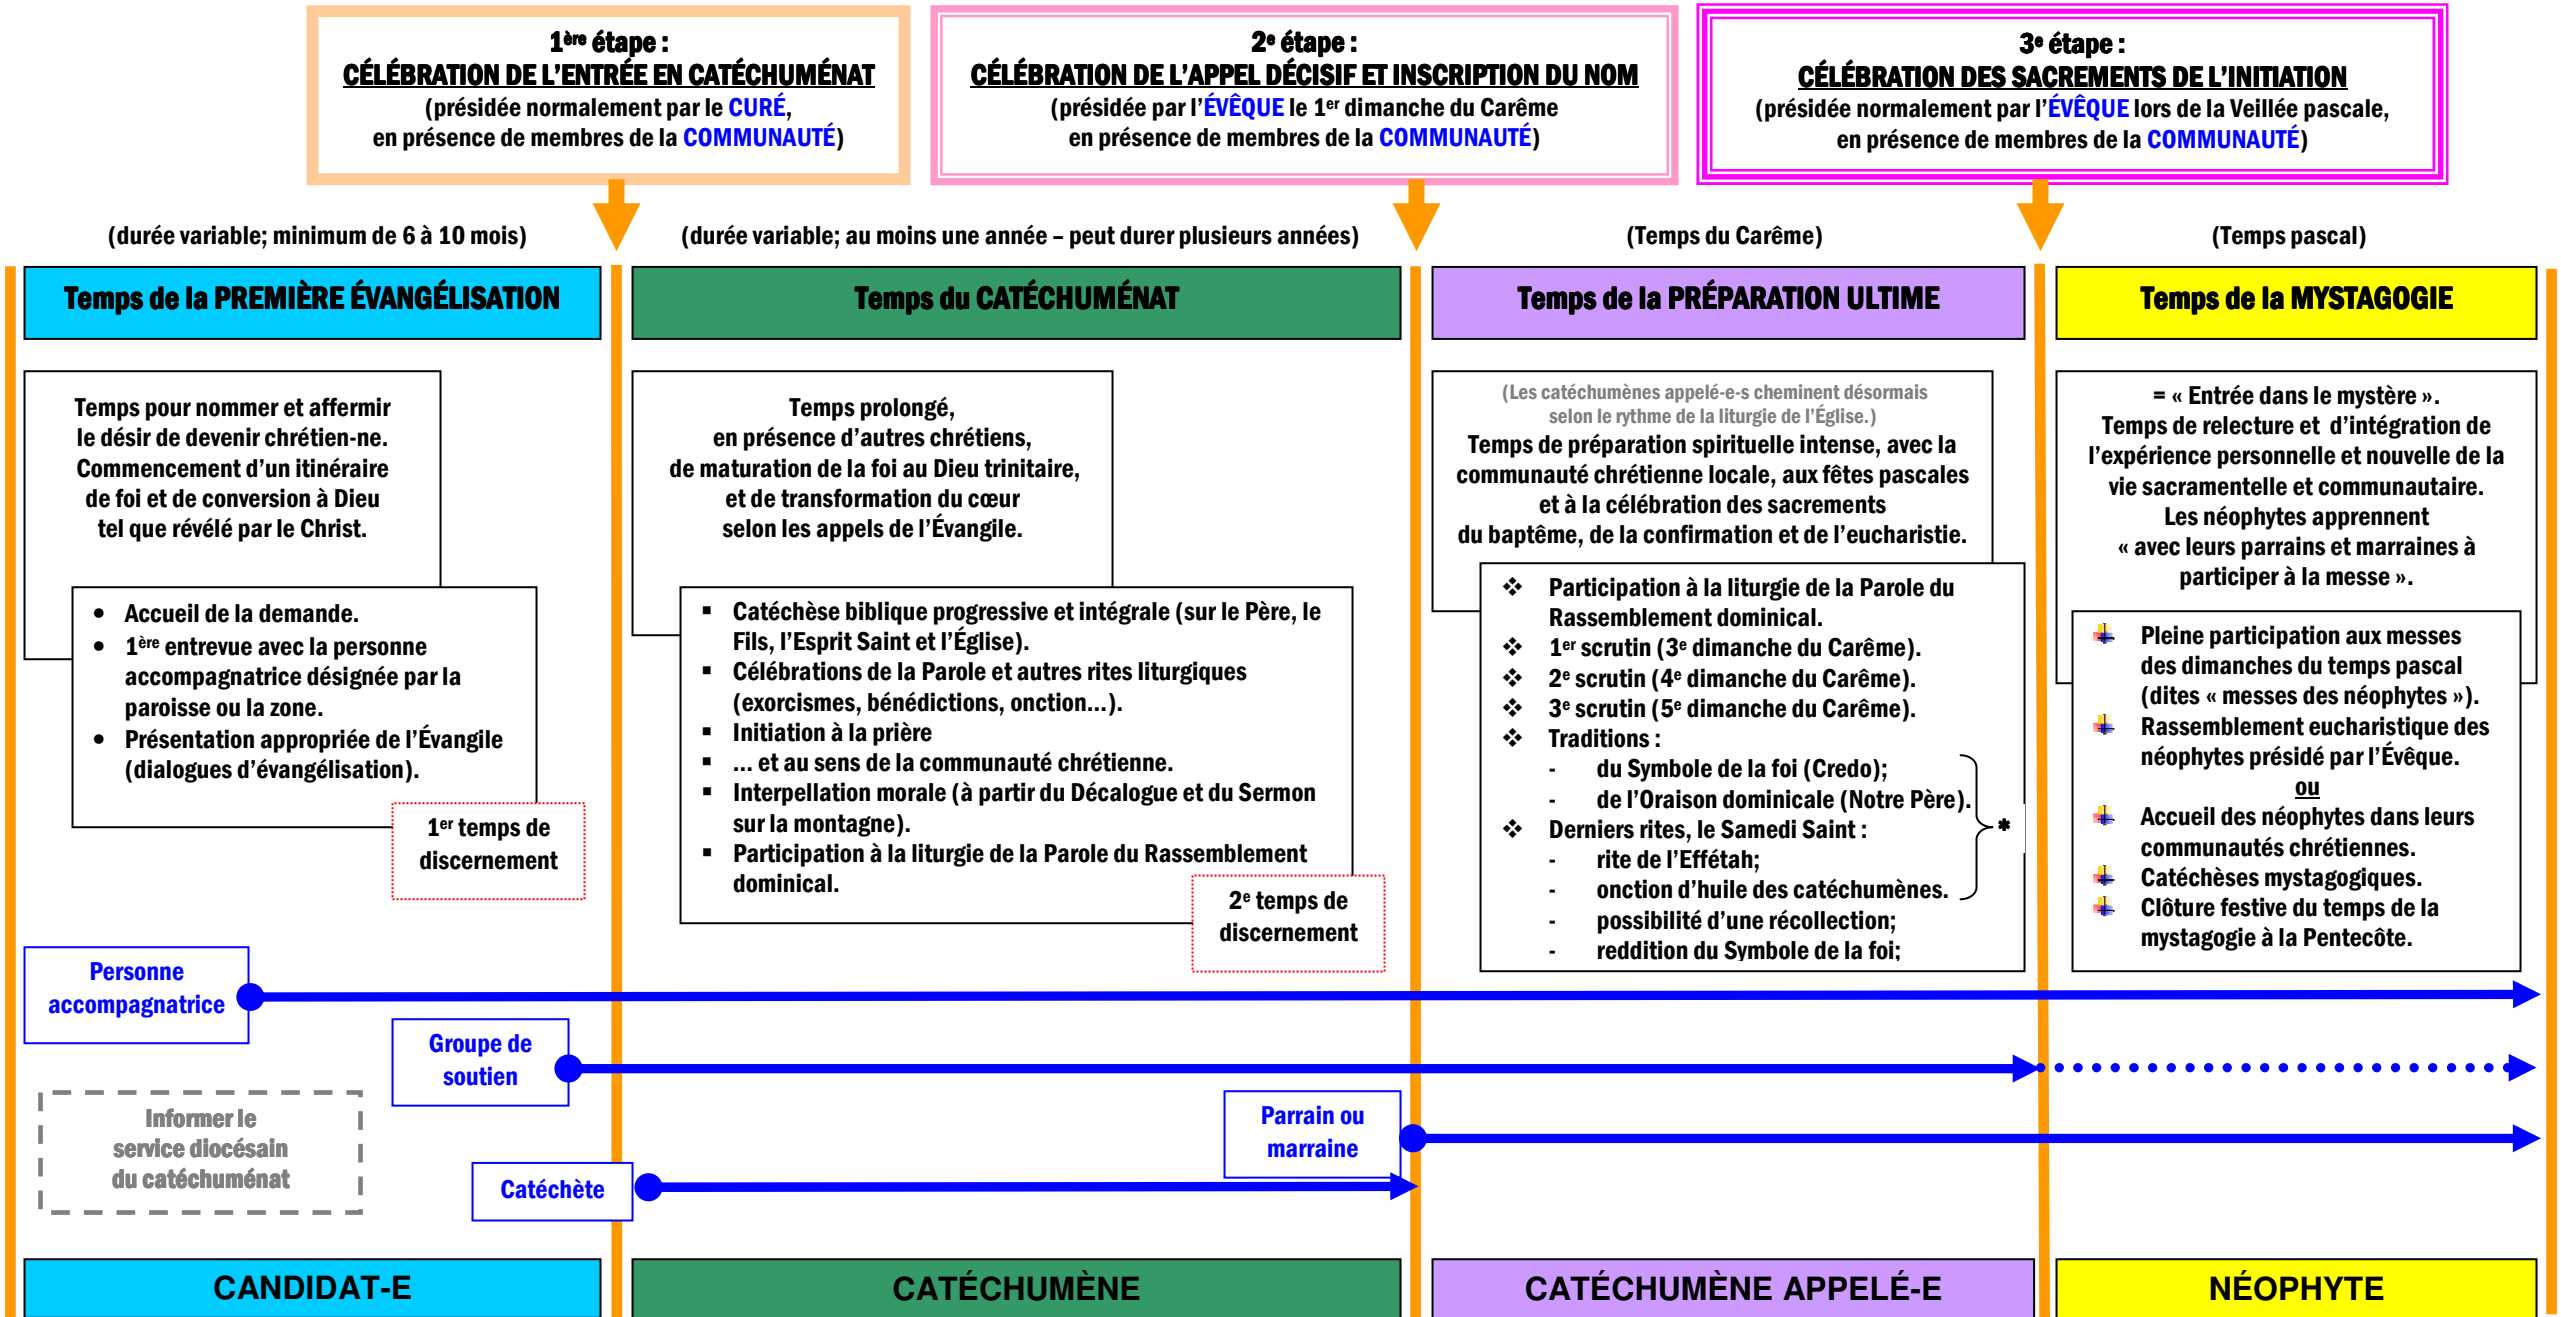 1ère étape :
CÉLÉBRATION DE L'ENTRÉE EN CATÉCHUMÉNAT
(présidée normalement par le CURÉ,
en présence de membres de la COMMUNAUTÉ)
2e étape :
CÉLÉBRATION DE L'APPEL DÉCISIF ET INSCRIPTION DU NOM
(présidée par l'ÉVÊQUE le 1er dimanche du Carême
en présence de membres de la COMMUNAUTÉ)
3e étape :
CÉLÉBRATION DES SACREMENTS DE L'INITIATION
(présidée normalement par l'ÉVÊQUE lors de la Veillée pascale,
en présence de membres de la COMMUNAUTÉ)
(durée variable; minimum de 6 à 10 mois)
(durée variable; au moins une année – peut durer plusieurs années)
(Temps du Carême)
(Temps pascal)
Temps de la PREMIÈRE ÉVANGÉLISATION
Temps du CATÉCHUMÉNAT
Temps de la PRÉPARATION ULTIME
Temps de la MYSTAGOGIE
Temps pour nommer et affermir
le désir de devenir chrétien-ne.
Commencement d'un itinéraire
de foi et de conversion à Dieu
tel que révélé par le Christ.
• Accueil de la demande.
• 1ère entrevue avec la personne
accompagnatrice désignée par la
paroisse ou la zone.
• Présentation appropriée de l'Évangile
(dialogues d'évangélisation).
1er temps de
discernement
Temps prolongé,
en présence d'autres chrétiens,
de maturation de la foi au Dieu trinitaire,
et de transformation du cœur
selon les appels de l'Évangile.
▪ Catéchèse biblique progressive et intégrale (sur le Père, le
Fils, l'Esprit Saint et l'Église).
▪ Célébrations de la Parole et autres rites liturgiques
(exorcismes, bénédictions, onction…).
▪ Initiation à la prière
▪ … et au sens de la communauté chrétienne.
▪ Interpellation morale (à partir du Décalogue et du Sermon
sur la montagne).
▪ Participation à la liturgie de la Parole du Rassemblement
dominical.
2e temps de
discernement
(Les catéchumènes appelé-e-s cheminent désormais
selon le rythme de la liturgie de l'Église.)
Temps de préparation spirituelle intense, avec la
communauté chrétienne locale, aux fêtes pascales
et à la célébration des sacrements
du baptême, de la confirmation et de l'eucharistie.
❖ Participation à la liturgie de la Parole du
Rassemblement dominical.
❖ 1er scrutin (3e dimanche du Carême).
❖ 2e scrutin (4e dimanche du Carême).
❖ 3e scrutin (5e dimanche du Carême).
❖ Traditions :
- du Symbole de la foi (Credo);
- de l'Oraison dominicale (Notre Père).
❖ Derniers rites, le Samedi Saint :
*
- rite de l'Effétah;
- onction d'huile des catéchumènes.
- possibilité d'une récollection;
- reddition du Symbole de la foi;
= « Entrée dans le mystère ».
Temps de relecture et d'intégration de
l'expérience personnelle et nouvelle de la
vie sacramentelle et communautaire.
Les néophytes apprennent
« avec leurs parrains et marraines à
participer à la messe ».
Pleine participation aux messes
des dimanches du temps pascal
(dites « messes des néophytes »).
Rassemblement eucharistique des
néophytes présidé par l'Évêque.
ou
Accueil des néophytes dans leurs
communautés chrétiennes.
Catéchèses mystagogiques.
Clôture festive du temps de la
mystagogie à la Pentecôte.
Personne
accompagnatrice
Groupe de
soutien
Informer le
service diocésain
du catéchuménat
Parrain ou
marraine
Catéchète
CANDIDAT-E
CATÉCHUMÈNE
CATÉCHUMÈNE APPELÉ-E
NÉOPHYTE